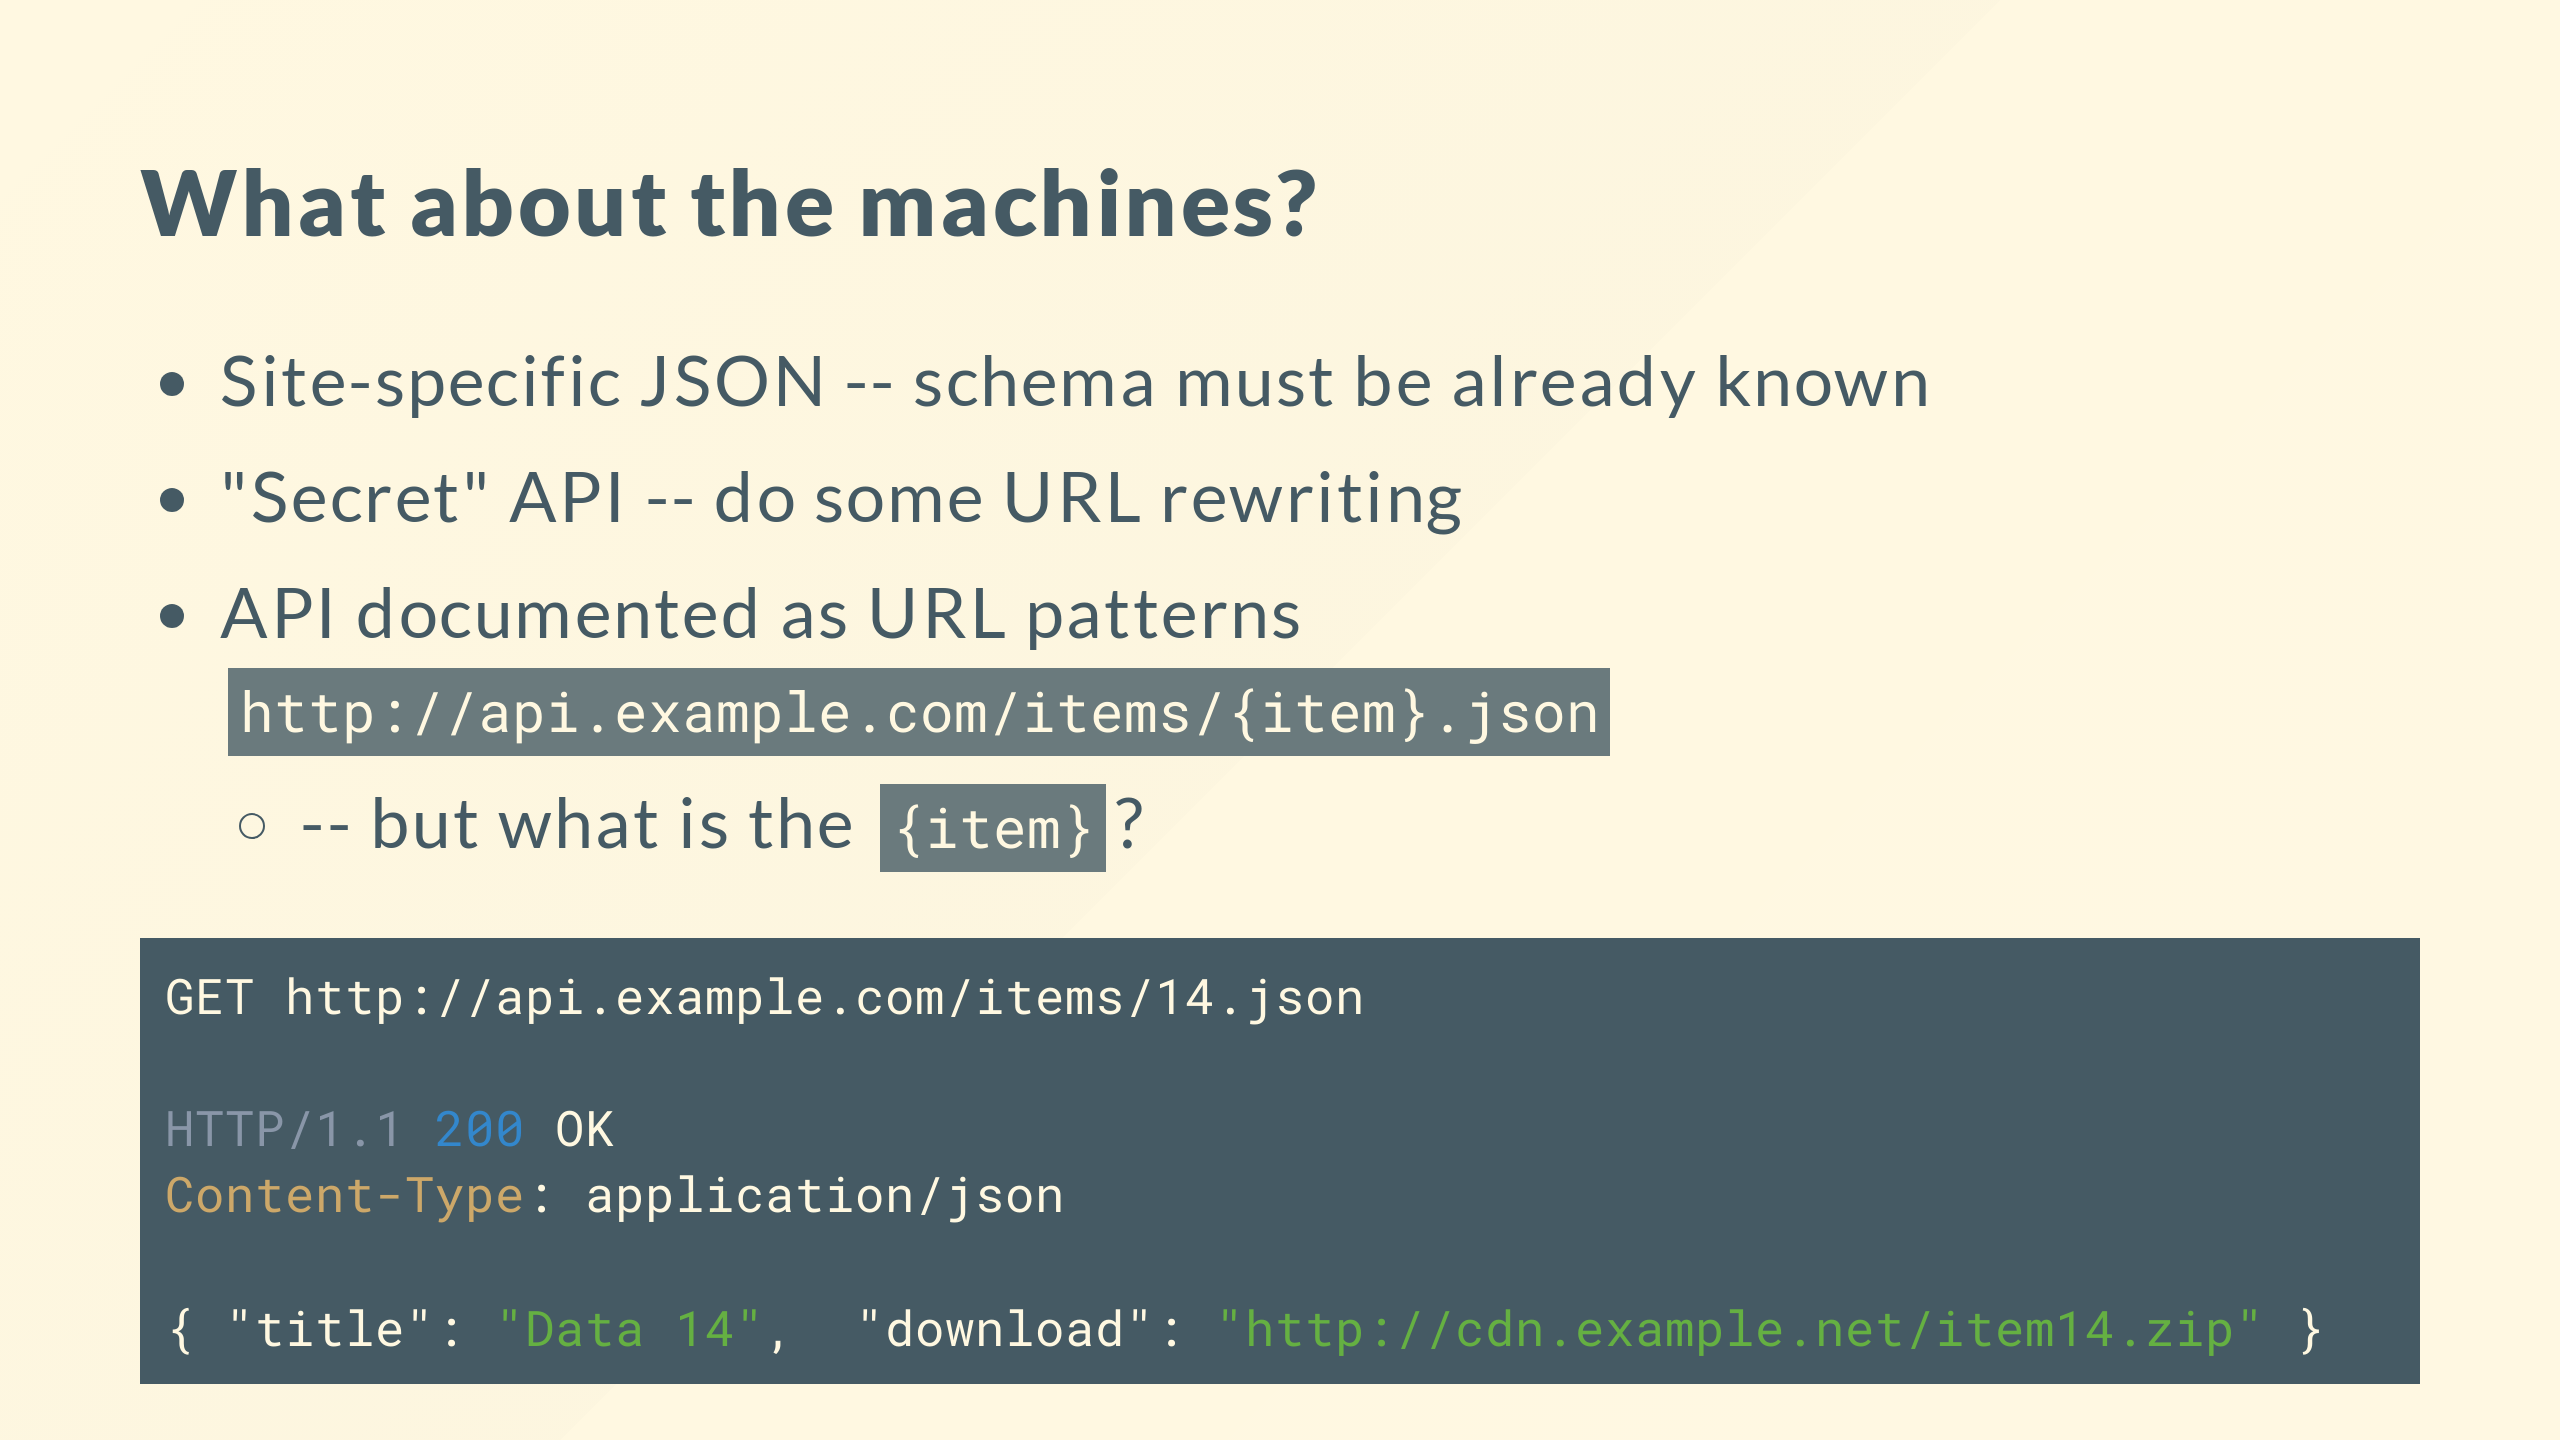 What about the machines?
Site-specific JSON -- schema must be already known
"Secret" API -- do some URL rewriting
API documented as URL patterns
http://api.example.com/items/{item}.json
-- but what is the {item}?
GET http://api.example.com/items/14.json
HTTP/1.1 200 OK
Content-Type: application/json
{ "title": "Data 14",  "download": "http://cdn.example.net/item14.zip" }